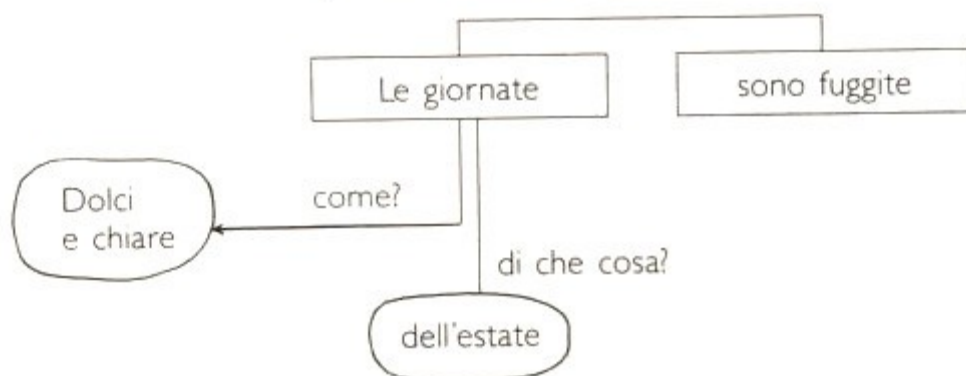 Le giornate
sono fuggite
Dolci
e chiare
come?
di che cosa?
dell'estate